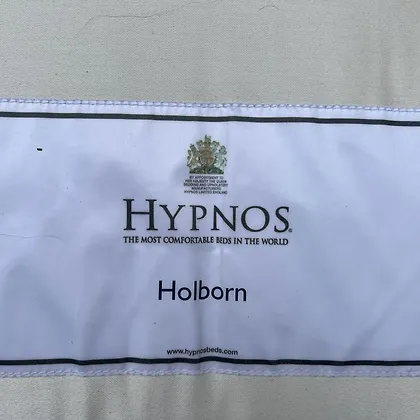 BY APPOINTMENT TO
HER MAJESTY THE QUEEN
BEDDING AND UPHOLSTERY
MANUFACTURERS
HYPNOS LIMITED ENGLAND
HYPNOS®
THE MOST COMFORTABLE BEDS IN THE WORLD
Holborn
www.hypnosbeds.com